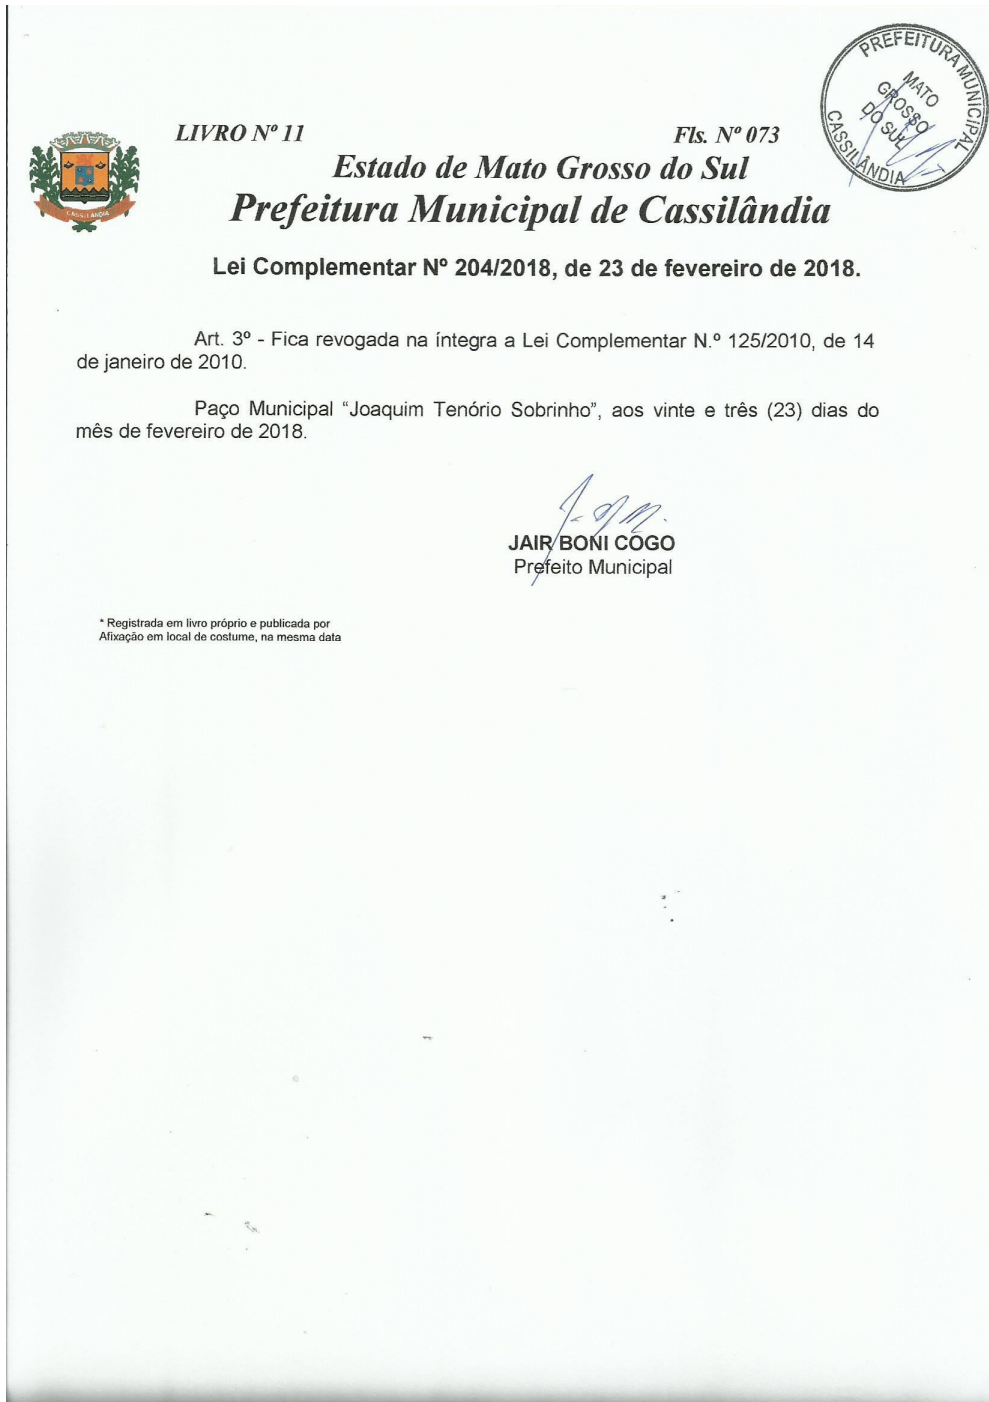 LIVRO Nº 11
Fls. Nº 073
Estado de Mato Grosso do Sul
Prefeitura Municipal de Cassilândia
PREFEITURA MUNICIPAL
MATO
GROSSO
DO SUL
CASSILÂNDIA
CASSILÂNDIA
Lei Complementar Nº 204/2018, de 23 de fevereiro de 2018.
Art. 3º - Fica revogada na íntegra a Lei Complementar N.º 125/2010, de 14
de janeiro de 2010.
Paço Municipal “Joaquim Tenório Sobrinho”, aos vinte e três (23) dias do
mês de fevereiro de 2018.
JAIR BONI COGO
Prefeito Municipal
* Registrada em livro próprio e publicada por
Afixação em local de costume, na mesma data